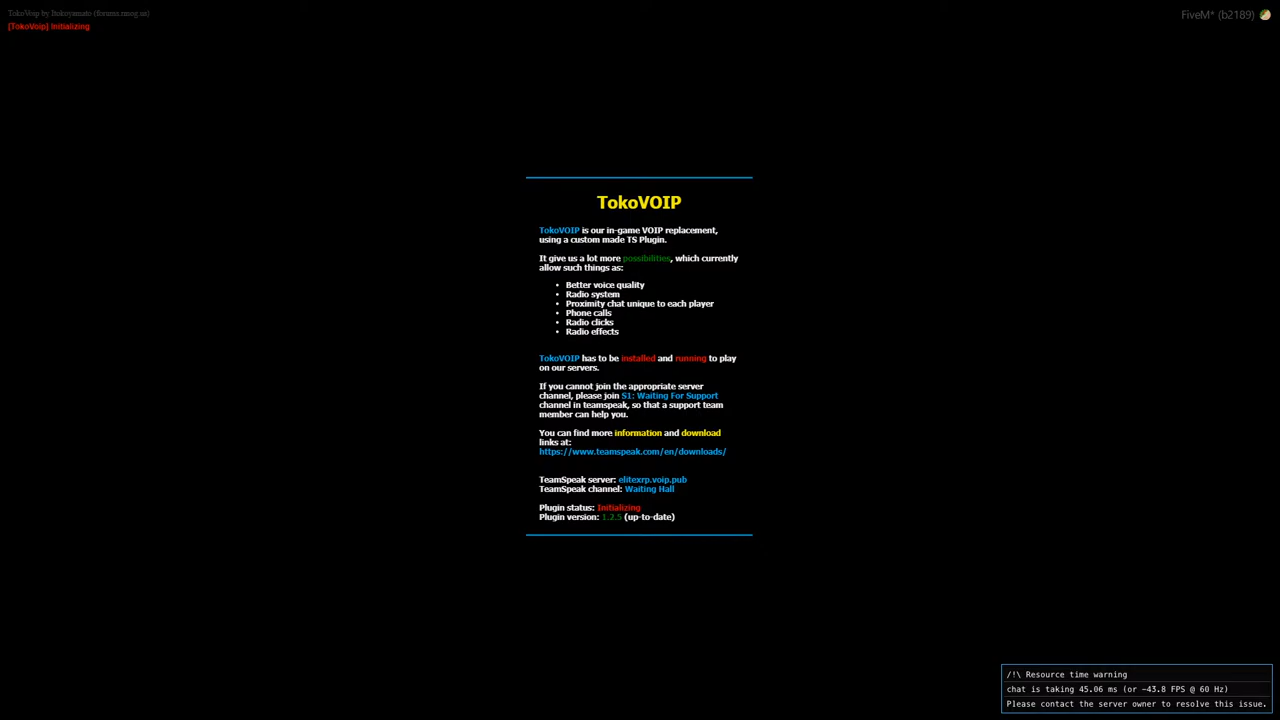 TokoVoip by Itokoyamato (forums.rmog.us)
[TokoVoip] Initializing
FiveM* (b2189)
TokoVOIP
TokoVOIP is our in-game VOIP replacement,
using a custom made TS Plugin.
It give us a lot more possibilities, which currently
allow such things as:
• Better voice quality
• Radio system
• Proximity chat unique to each player
• Phone calls
• Radio clicks
• Radio effects
TokoVOIP has to be installed and running to play
on our servers.
If you cannot join the appropriate server
channel, please join S1: Waiting For Support
channel in teamspeak, so that a support team
member can help you.
You can find more information and download
links at:
https://www.teamspeak.com/en/downloads/
TeamSpeak server: elitexrp.voip.pub
TeamSpeak channel: Waiting Hall
Plugin status: Initializing
Plugin version: 1.2.5 (up-to-date)
/!\ Resource time warning
chat is taking 45.06 ms (or −43.8 FPS @ 60 Hz)
Please contact the server owner to resolve this issue.